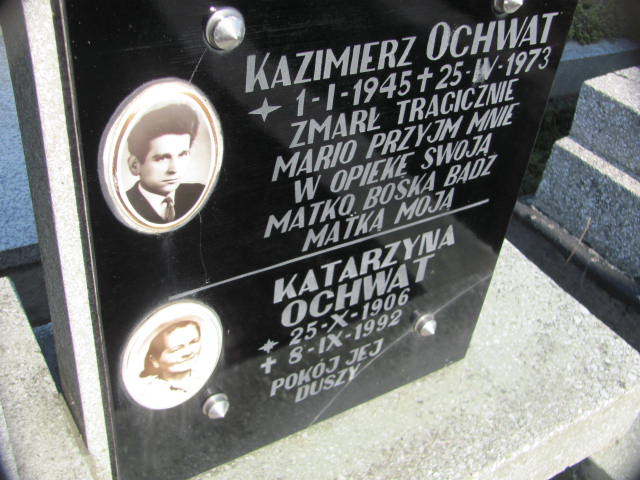 KAZIMIERZ OCHWAT
1-I-1945 + 25-IV-1973
ZMARŁ TRAGICZNIE
MARIO PRZYJM MNIE
W OPIEKĘ SWOJĄ
MATKO BOSKA BĄDŹ
MATKĄ MOJĄ
KATARZYNA
OCHWAT
25-X-1906
+ 8-IX-1992
POKÓJ JEJ
DUSZY